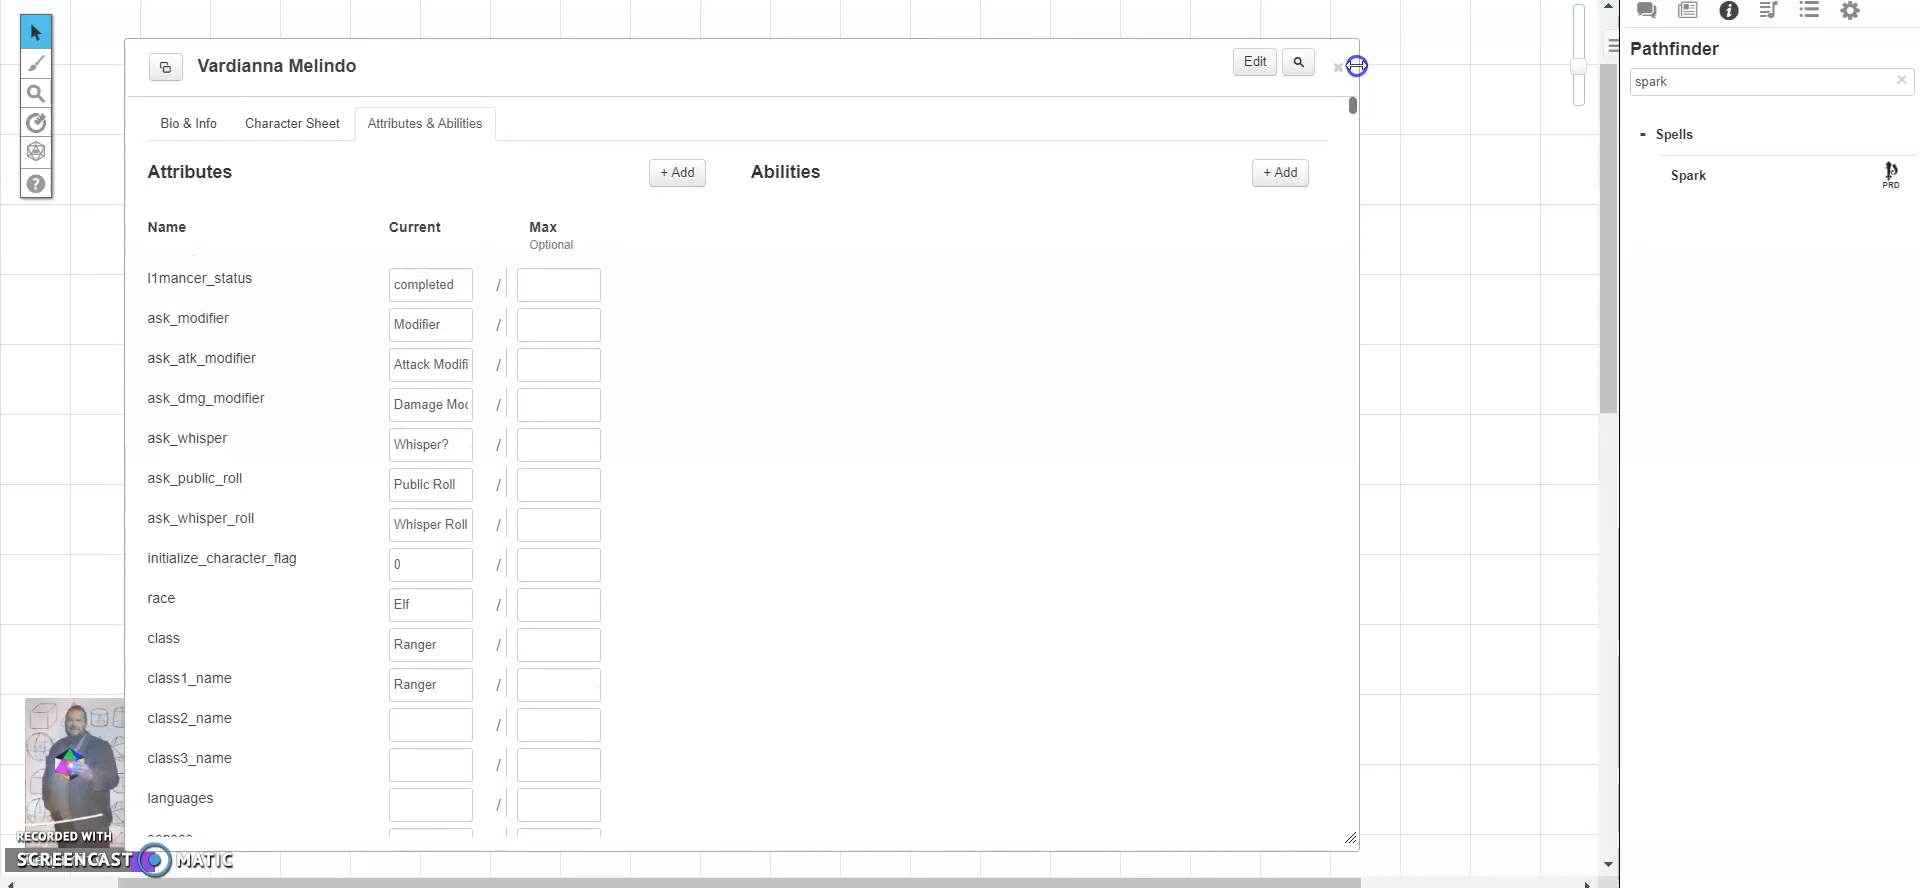 Vardianna Melindo
Edit
Bio & Info
Character Sheet
Attributes & Abilities
Attributes
+ Add
Abilities
+ Add
Name
Current
Max
Optional
l1mancer_status
completed
/
ask_modifier
Modifier
/
ask_atk_modifier
Attack Modifi
/
ask_dmg_modifier
Damage Moc
/
ask_whisper
Whisper?
/
ask_public_roll
Public Roll
/
ask_whisper_roll
Whisper Roll
/
initialize_character_flag
0
/
race
Elf
/
class
Ranger
/
class1_name
Ranger
/
class2_name
/
class3_name
/
languages
/
Pathfinder
spark
- Spells
Spark
PRD
RECORDED WITH
SCREENCAST MATIC